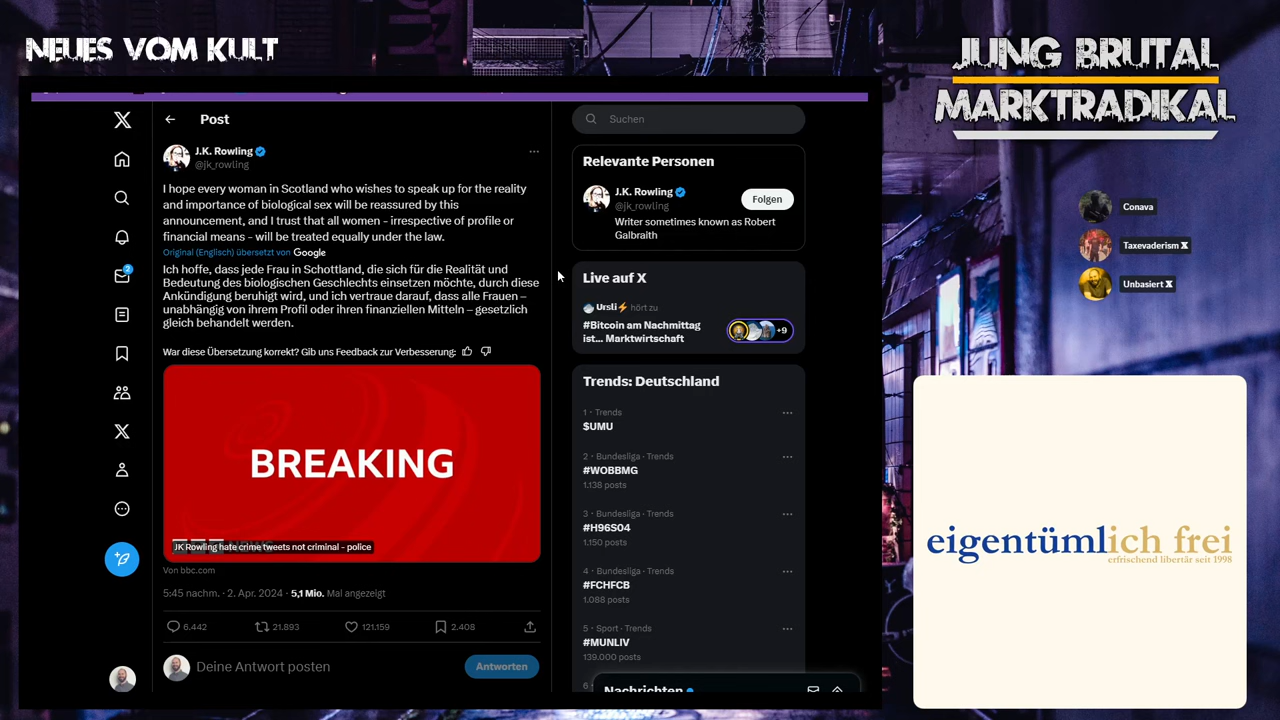 NEUES VOM KULT
JUNG BRUTAL
MARKTRADIKAL
Post
J.K. Rowling
@jk_rowling
I hope every woman in Scotland who wishes to speak up for the reality
and importance of biological sex will be reassured by this
announcement, and I trust that all women - irrespective of profile or
financial means - will be treated equally under the law.
Original (Englisch) übersetzt von Google
Ich hoffe, dass jede Frau in Schottland, die sich für die Realität und
Bedeutung des biologischen Geschlechts einsetzen möchte, durch diese
Ankündigung beruhigt wird, und ich vertraue darauf, dass alle Frauen –
unabhängig von ihrem Profil oder ihren finanziellen Mitteln – gesetzlich
gleich behandelt werden.
War diese Übersetzung korrekt? Gib uns Feedback zur Verbesserung:
BREAKING
JK Rowling hate crime tweets not criminal - police
Von bbc.com
5:45 nachm. · 2. Apr. 2024 · 5,1 Mio. Mal angezeigt
6.442
21.893
121.159
2.408
Deine Antwort posten
Antworten
2
Suchen
Relevante Personen
J.K. Rowling
@jk_rowling
Folgen
Writer sometimes known as Robert
Galbraith
Live auf X
Ursli⚡ hört zu
#Bitcoin am Nachmittag
ist... Marktwirtschaft
+9
Trends: Deutschland
1 · Trends
$UMU
2 · Bundesliga · Trends
#WOBBMG
1.138 posts
3 · Bundesliga · Trends
#H96S04
1.150 posts
4 · Bundesliga · Trends
#FCHFCB
1.088 posts
5 · Sport · Trends
#MUNLIV
139.000 posts
6
Nachrichten
Conava
Taxevaderism X
Unbasiert X
eigentümlich frei
erfrischend libertär seit 1998